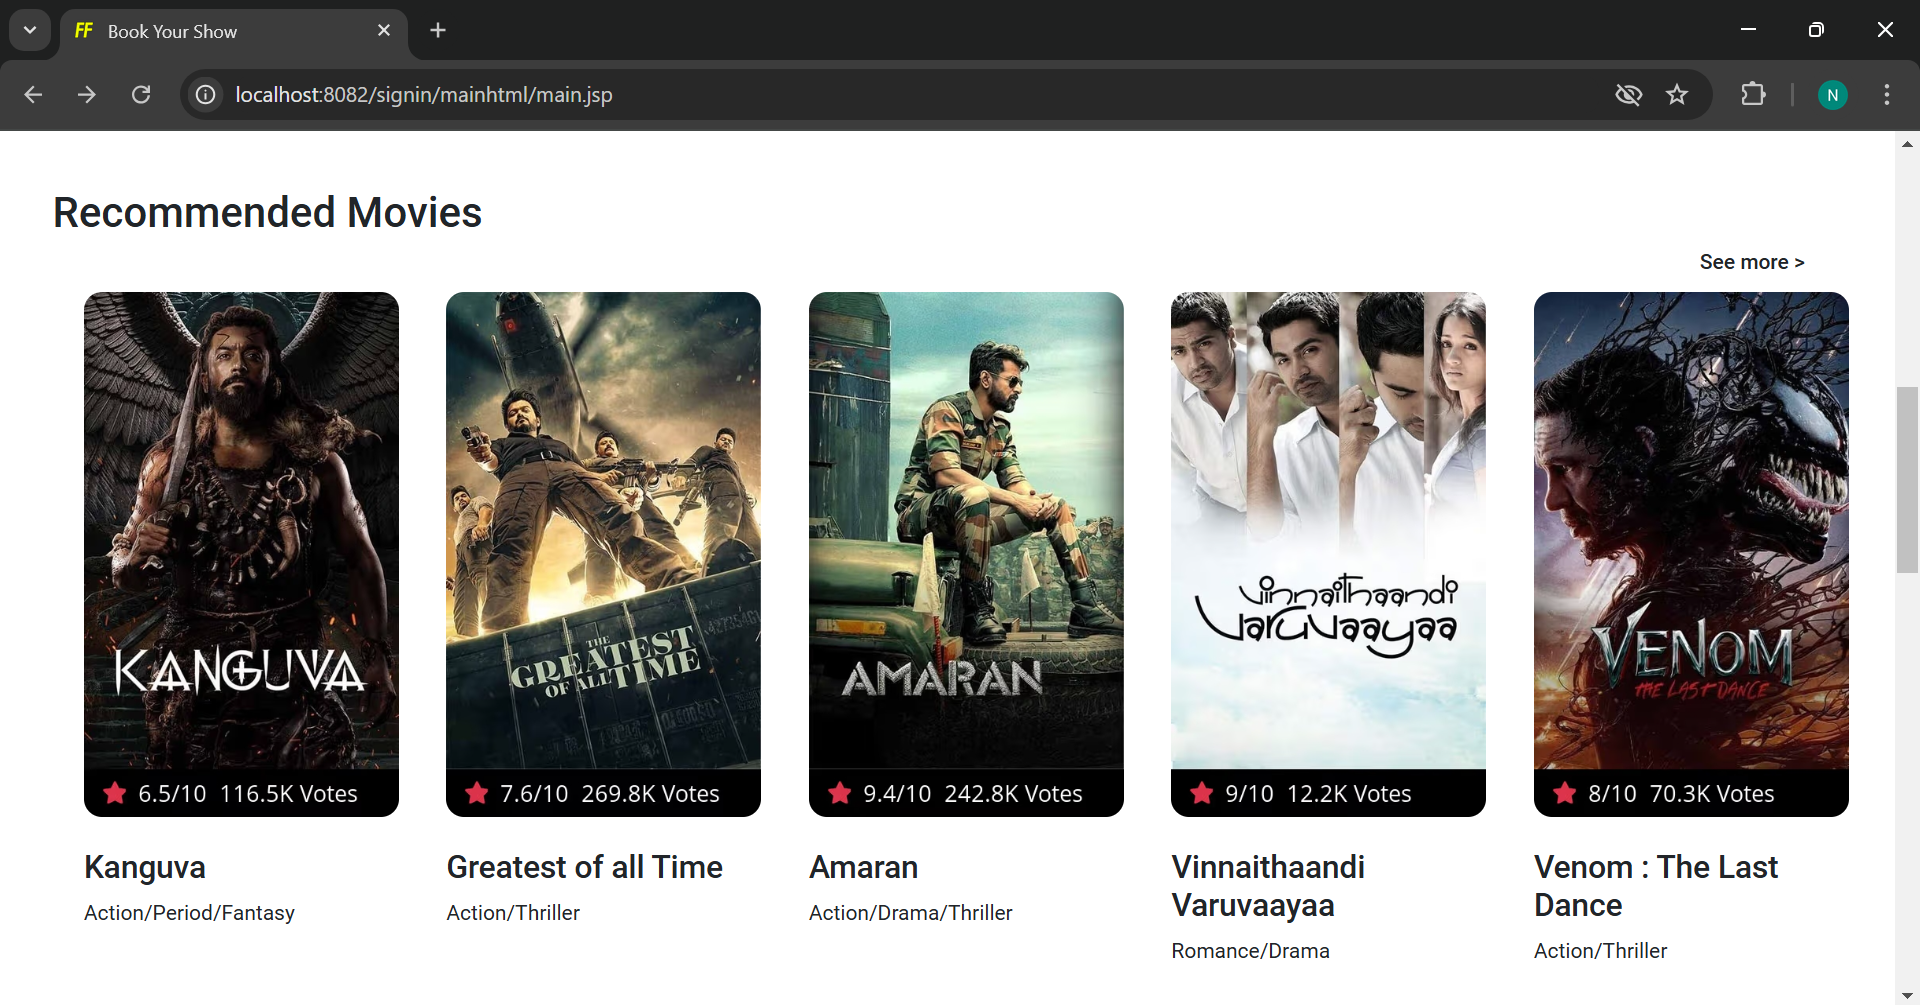 FF Book Your Show
localhost:8082/signin/mainhtml/main.jsp
N
Recommended Movies
See more >
KANGUVA
THE
GREATEST
OF ALL TIME
AMARAN
Vinnaithaandi
Varuvaayaa
VENOM
THE LAST DANCE
6.5/10 116.5K Votes
7.6/10 269.8K Votes
9.4/10 242.8K Votes
9/10 12.2K Votes
8/10 70.3K Votes
Kanguva
Action/Period/Fantasy
Greatest of all Time
Action/Thriller
Amaran
Action/Drama/Thriller
Vinnaithaandi
Varuvaayaa
Romance/Drama
Venom : The Last
Dance
Action/Thriller